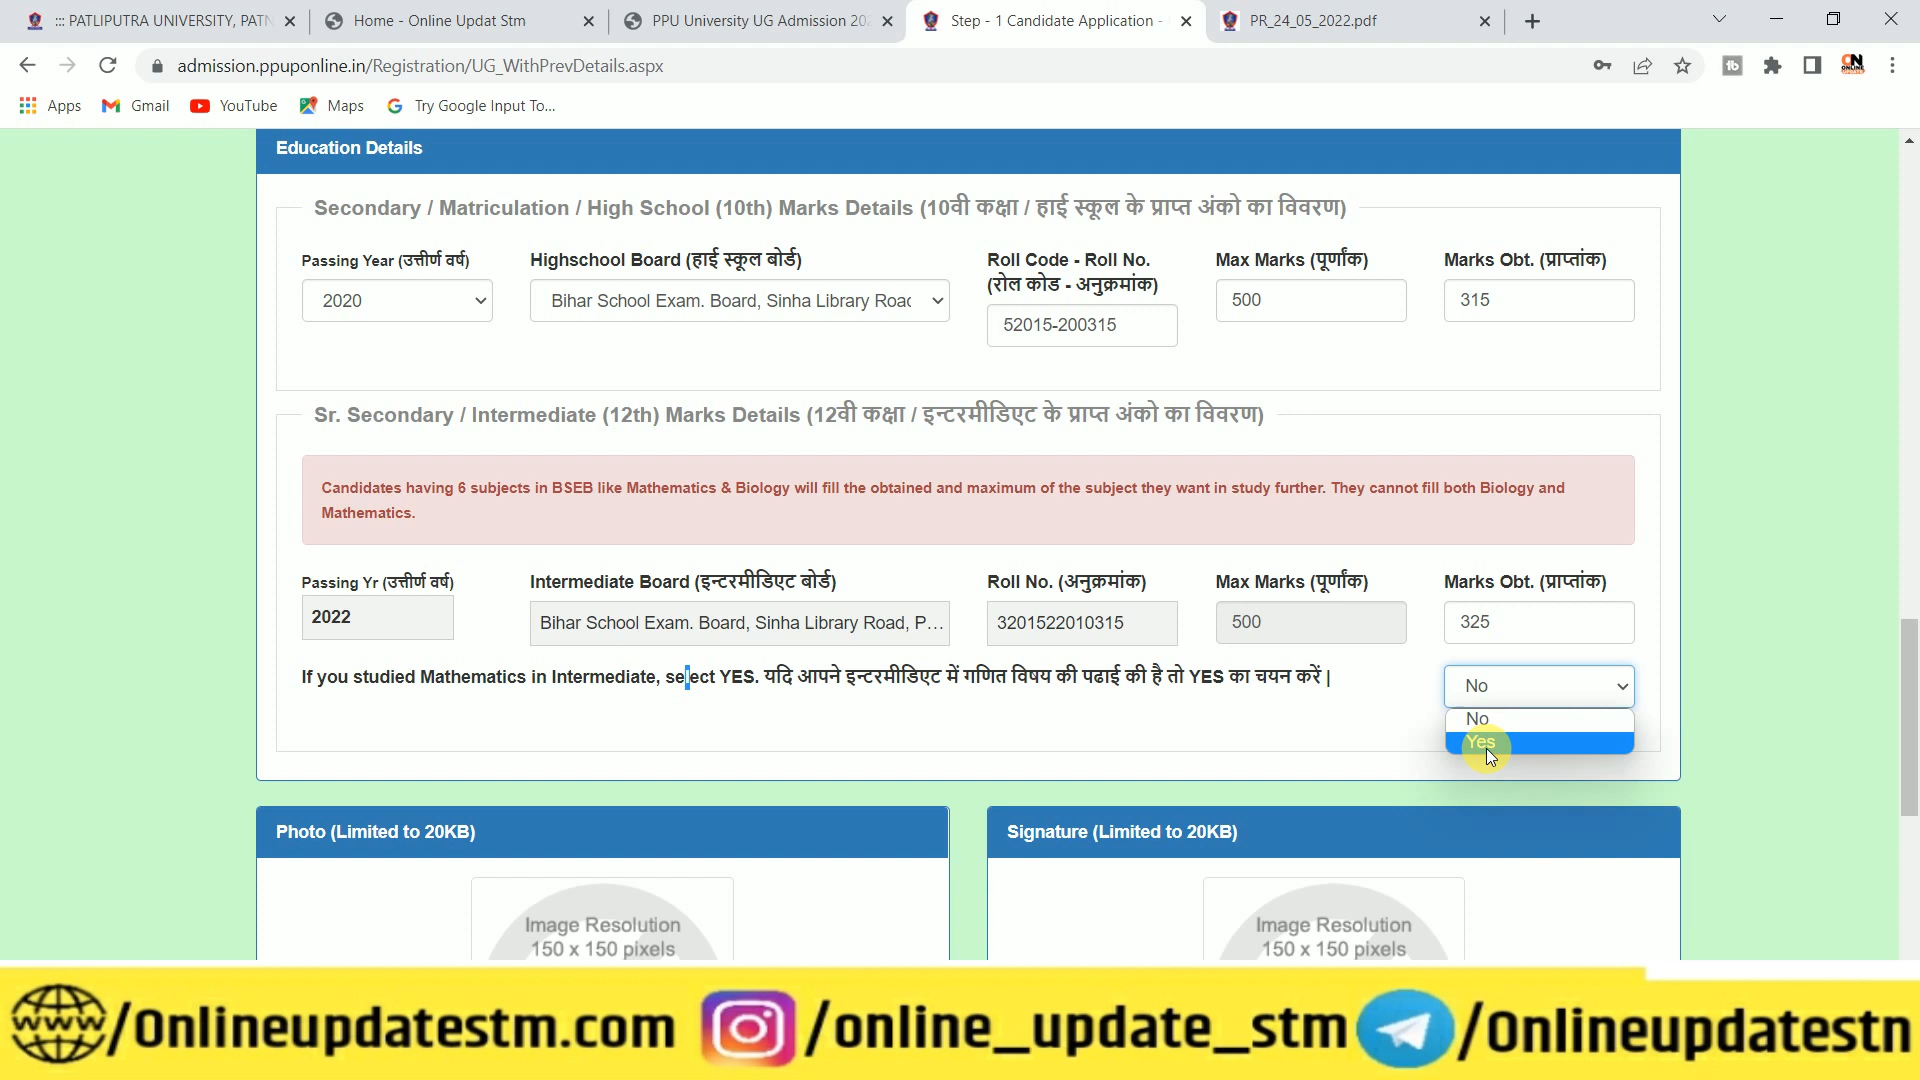 ::: PATLIPUTRA UNIVERSITY, PATN
Home - Online Updat Stm
PPU University UG Admission 202
Step - 1 Candidate Application -
PR_24_05_2022.pdf
admission.ppuponline.in/Registration/UG_WithPrevDetails.aspx
Apps
Gmail
YouTube
Maps
Try Google Input To...
Education Details
Secondary / Matriculation / High School (10th) Marks Details (10वी कक्षा / हाई स्कूल के प्राप्त अंको का विवरण)
Passing Year (उत्तीर्ण वर्ष)
Highschool Board (हाई स्कूल बोर्ड)
Roll Code - Roll No.
(रोल कोड - अनुक्रमांक)
Max Marks (पूर्णांक)
Marks Obt. (प्राप्तांक)
2020
Bihar School Exam. Board, Sinha Library Road
52015-200315
500
315
Sr. Secondary / Intermediate (12th) Marks Details (12वी कक्षा / इन्टरमीडिएट के प्राप्त अंको का विवरण)
Candidates having 6 subjects in BSEB like Mathematics & Biology will fill the obtained and maximum of the subject they want in study further. They cannot fill both Biology and
Mathematics.
Passing Yr (उत्तीर्ण वर्ष)
Intermediate Board (इन्टरमीडिएट बोर्ड)
Roll No. (अनुक्रमांक)
Max Marks (पूर्णांक)
Marks Obt. (प्राप्तांक)
2022
Bihar School Exam. Board, Sinha Library Road, P...
3201522010315
500
325
If you studied Mathematics in Intermediate, select YES. यदि आपने इन्टरमीडिएट में गणित विषय की पढाई की है तो YES का चयन करें |
No
No
Yes
Photo (Limited to 20KB)
Signature (Limited to 20KB)
Image Resolution
150 x 150 pixels
Image Resolution
150 x 150 pixels
www/Onlineupdatestm.com
/online_update_stm
/Onlineupdatestn